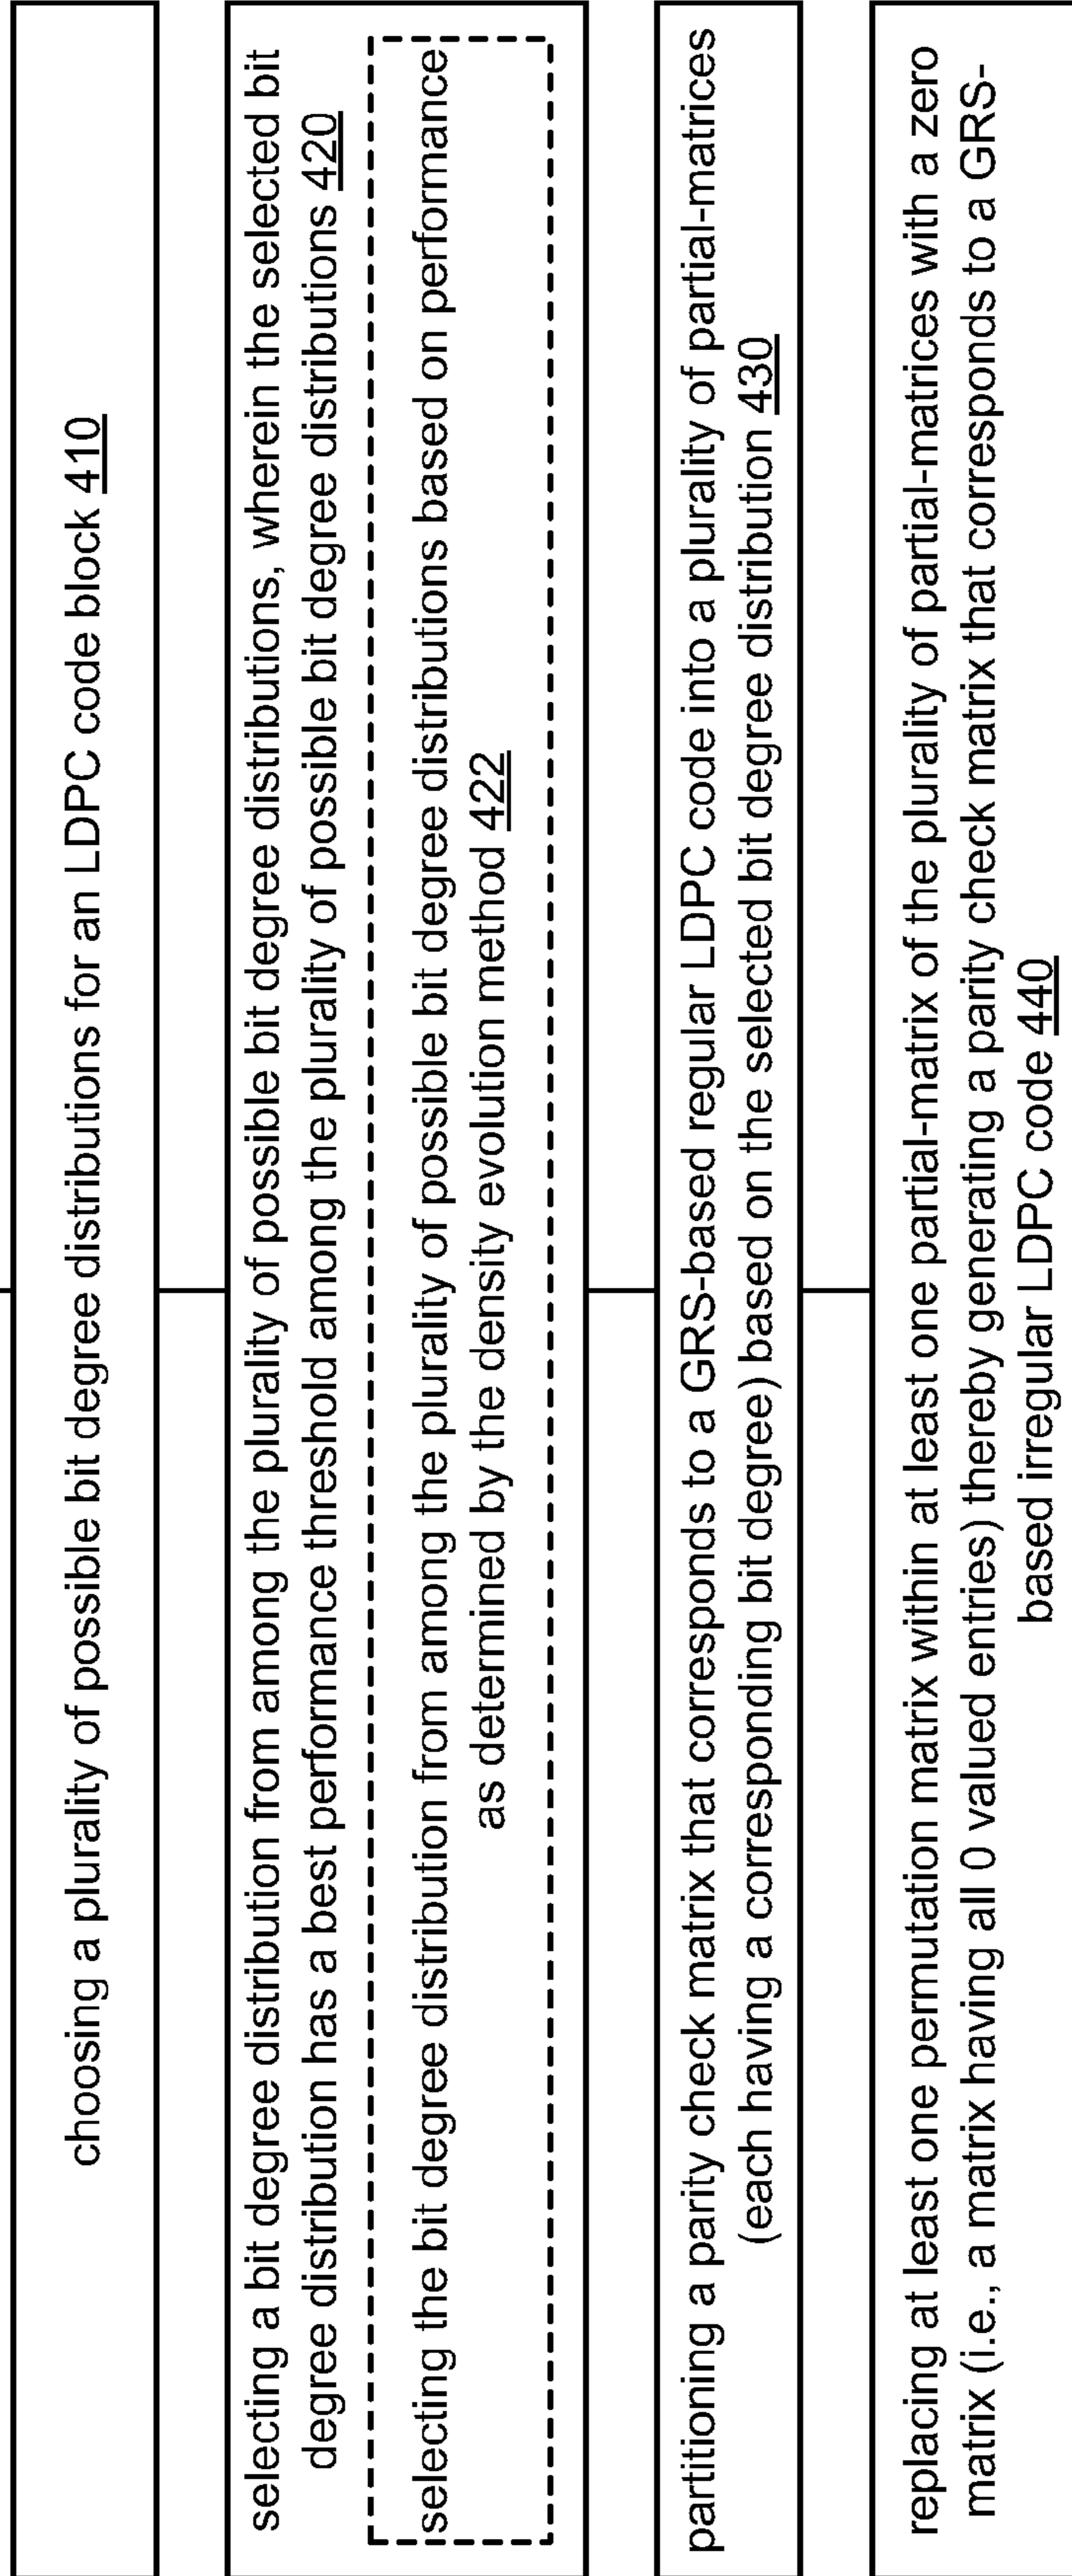 choosing a plurality of possible bit degree distributions for an LDPC code block 410
selecting a bit degree distribution from among the plurality of possible bit degree distributions, wherein the selected bit
degree distribution has a best performance threshold among the plurality of possible bit degree distributions 420
selecting the bit degree distribution from among the plurality of possible bit degree distributions based on performance
as determined by the density evolution method 422
partitioning a parity check matrix that corresponds to a GRS-based regular LDPC code into a plurality of partial-matrices
(each having a corresponding bit degree) based on the selected bit degree distribution 430
replacing at least one permutation matrix within at least one partial-matrix of the plurality of partial-matrices with a zero
matrix (i.e., a matrix having all 0 valued entries) thereby generating a parity check matrix that corresponds to a GRS-
based irregular LDPC code 440